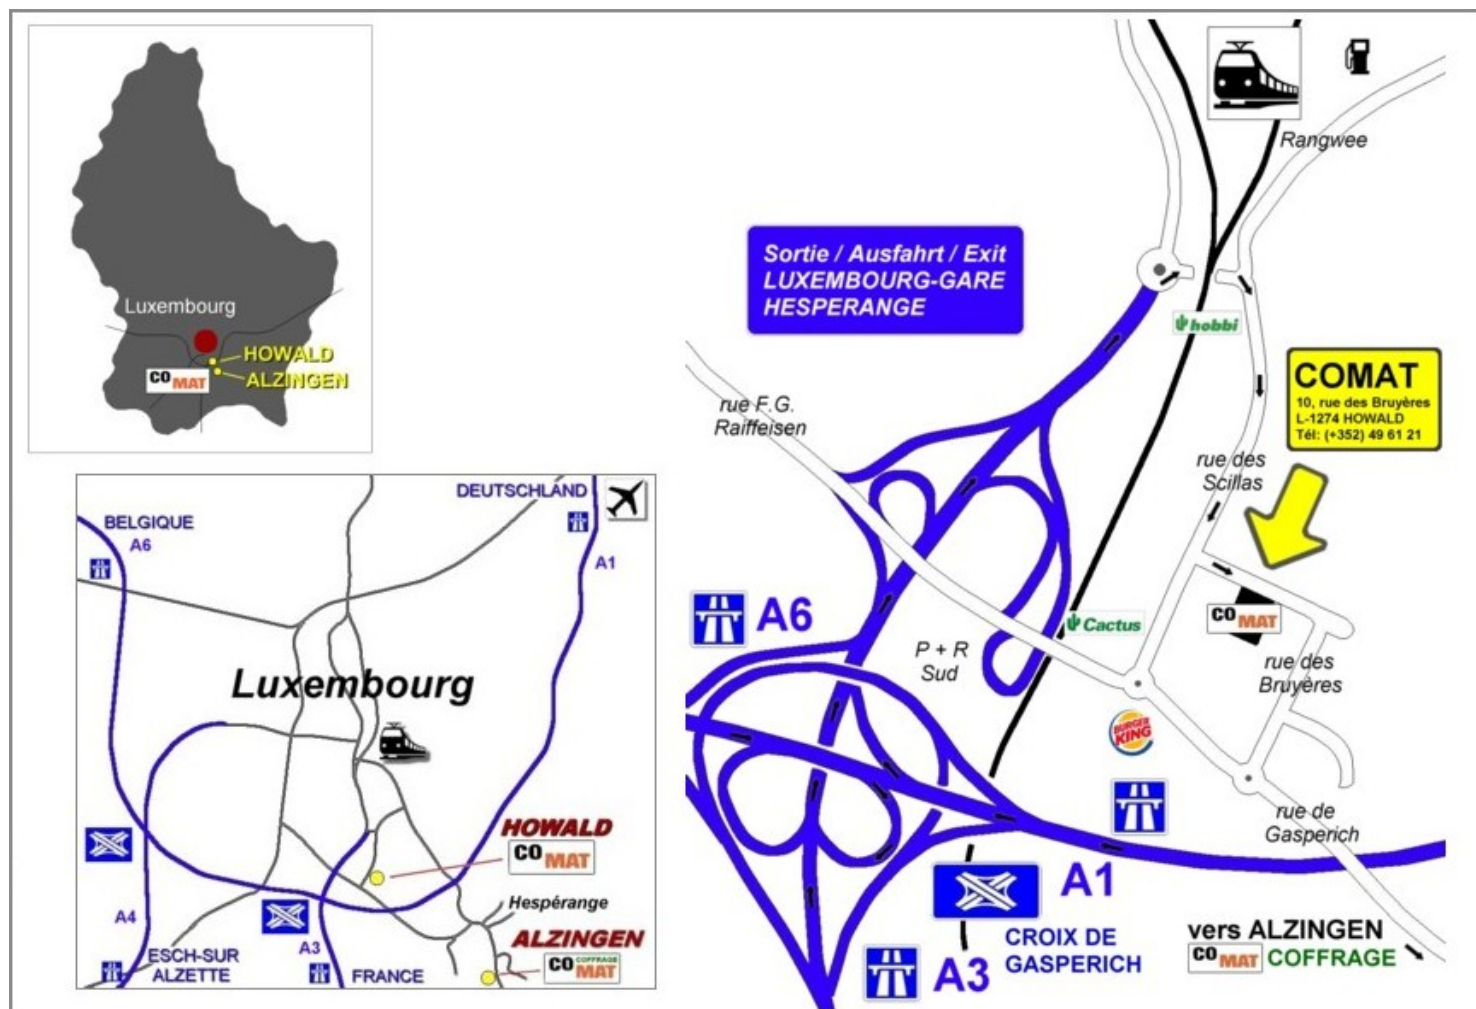 Luxembourg
HOWALD
ALZINGEN
CO
MAT
BELGIQUE
A6
DEUTSCHLAND
A1
Luxembourg
HOWALD
CO
MAT
Hespérange
ALZINGEN
CO
COFFRAGE
MAT
A4
ESCH-SUR
ALZETTE
A3
FRANCE
Rangwee
Sortie / Ausfahrt / Exit
LUXEMBOURG-GARE
HESPERANGE
hobbi
COMAT
10, rue des Bruyères
L-1274 HOWALD
Tél: (+352) 49 61 21
rue F.G.
Raiffeisen
rue des
Scillas
A6
P + R
Sud
Cactus
CO
MAT
rue des
Bruyères
BURGER
KING
rue de
Gasperich
A1
CROIX DE
GASPERICH
A3
vers ALZINGEN
CO
MAT
COFFRAGE